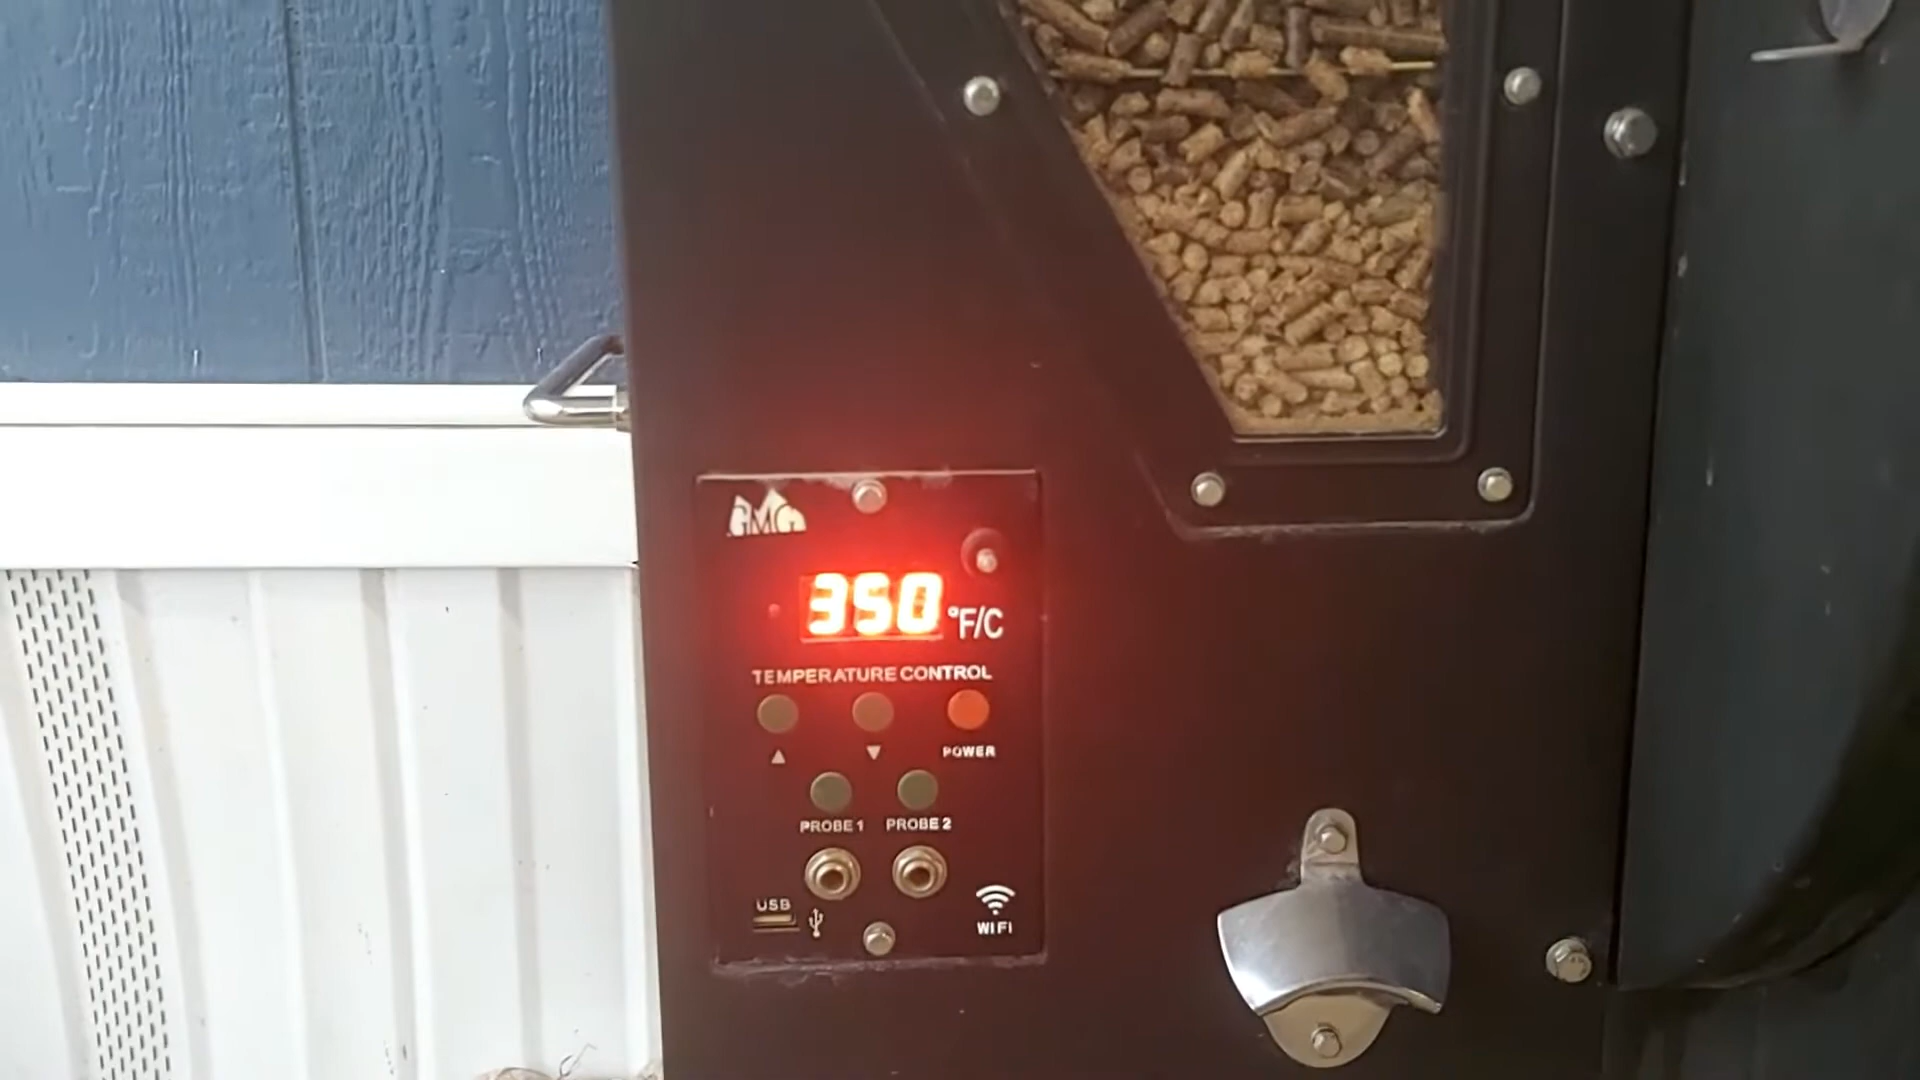 GMG
350 °F/C
TEMPERATURE CONTROL
▲ ▼ POWER
PROBE 1 PROBE 2
USB
WIFI